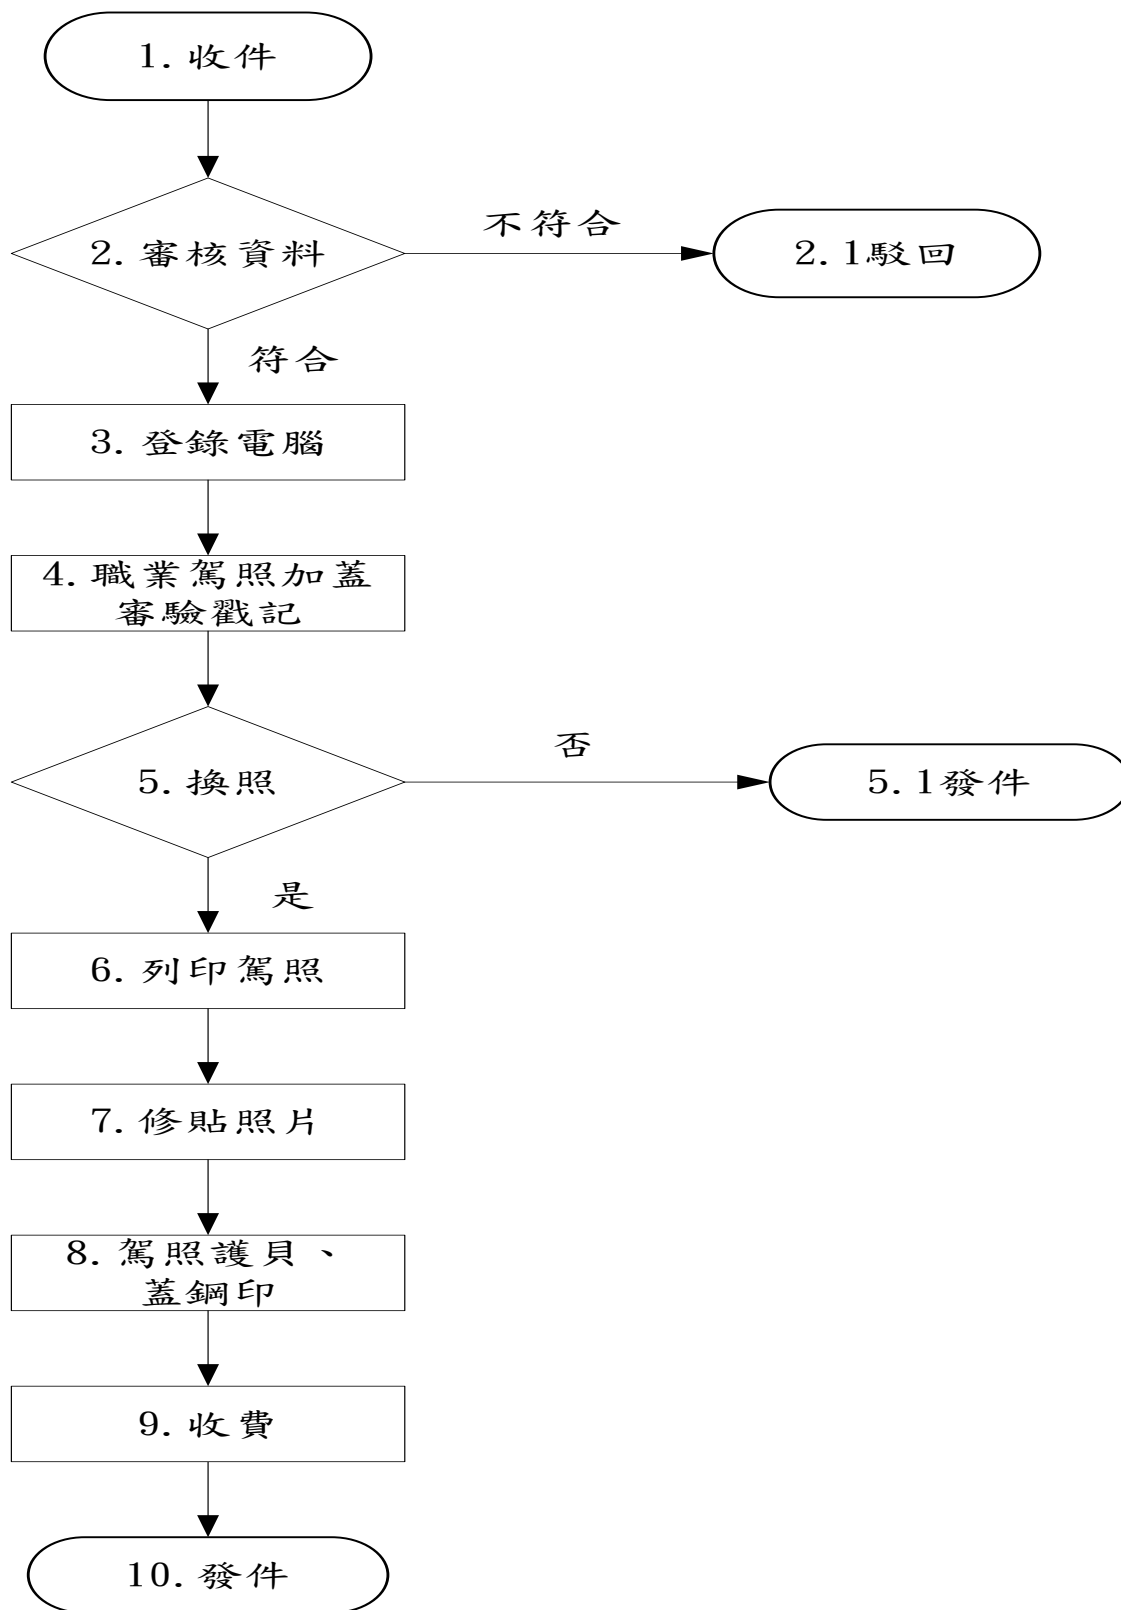 1. 收件
2. 審核資料
不符合
2.1駁回
符合
3. 登錄電腦
4. 職業駕照加蓋
審驗戳記
5. 換照
否
5.1發件
是
6. 列印駕照
7. 修貼照片
8. 駕照護貝、
蓋鋼印
9. 收費
10. 發件